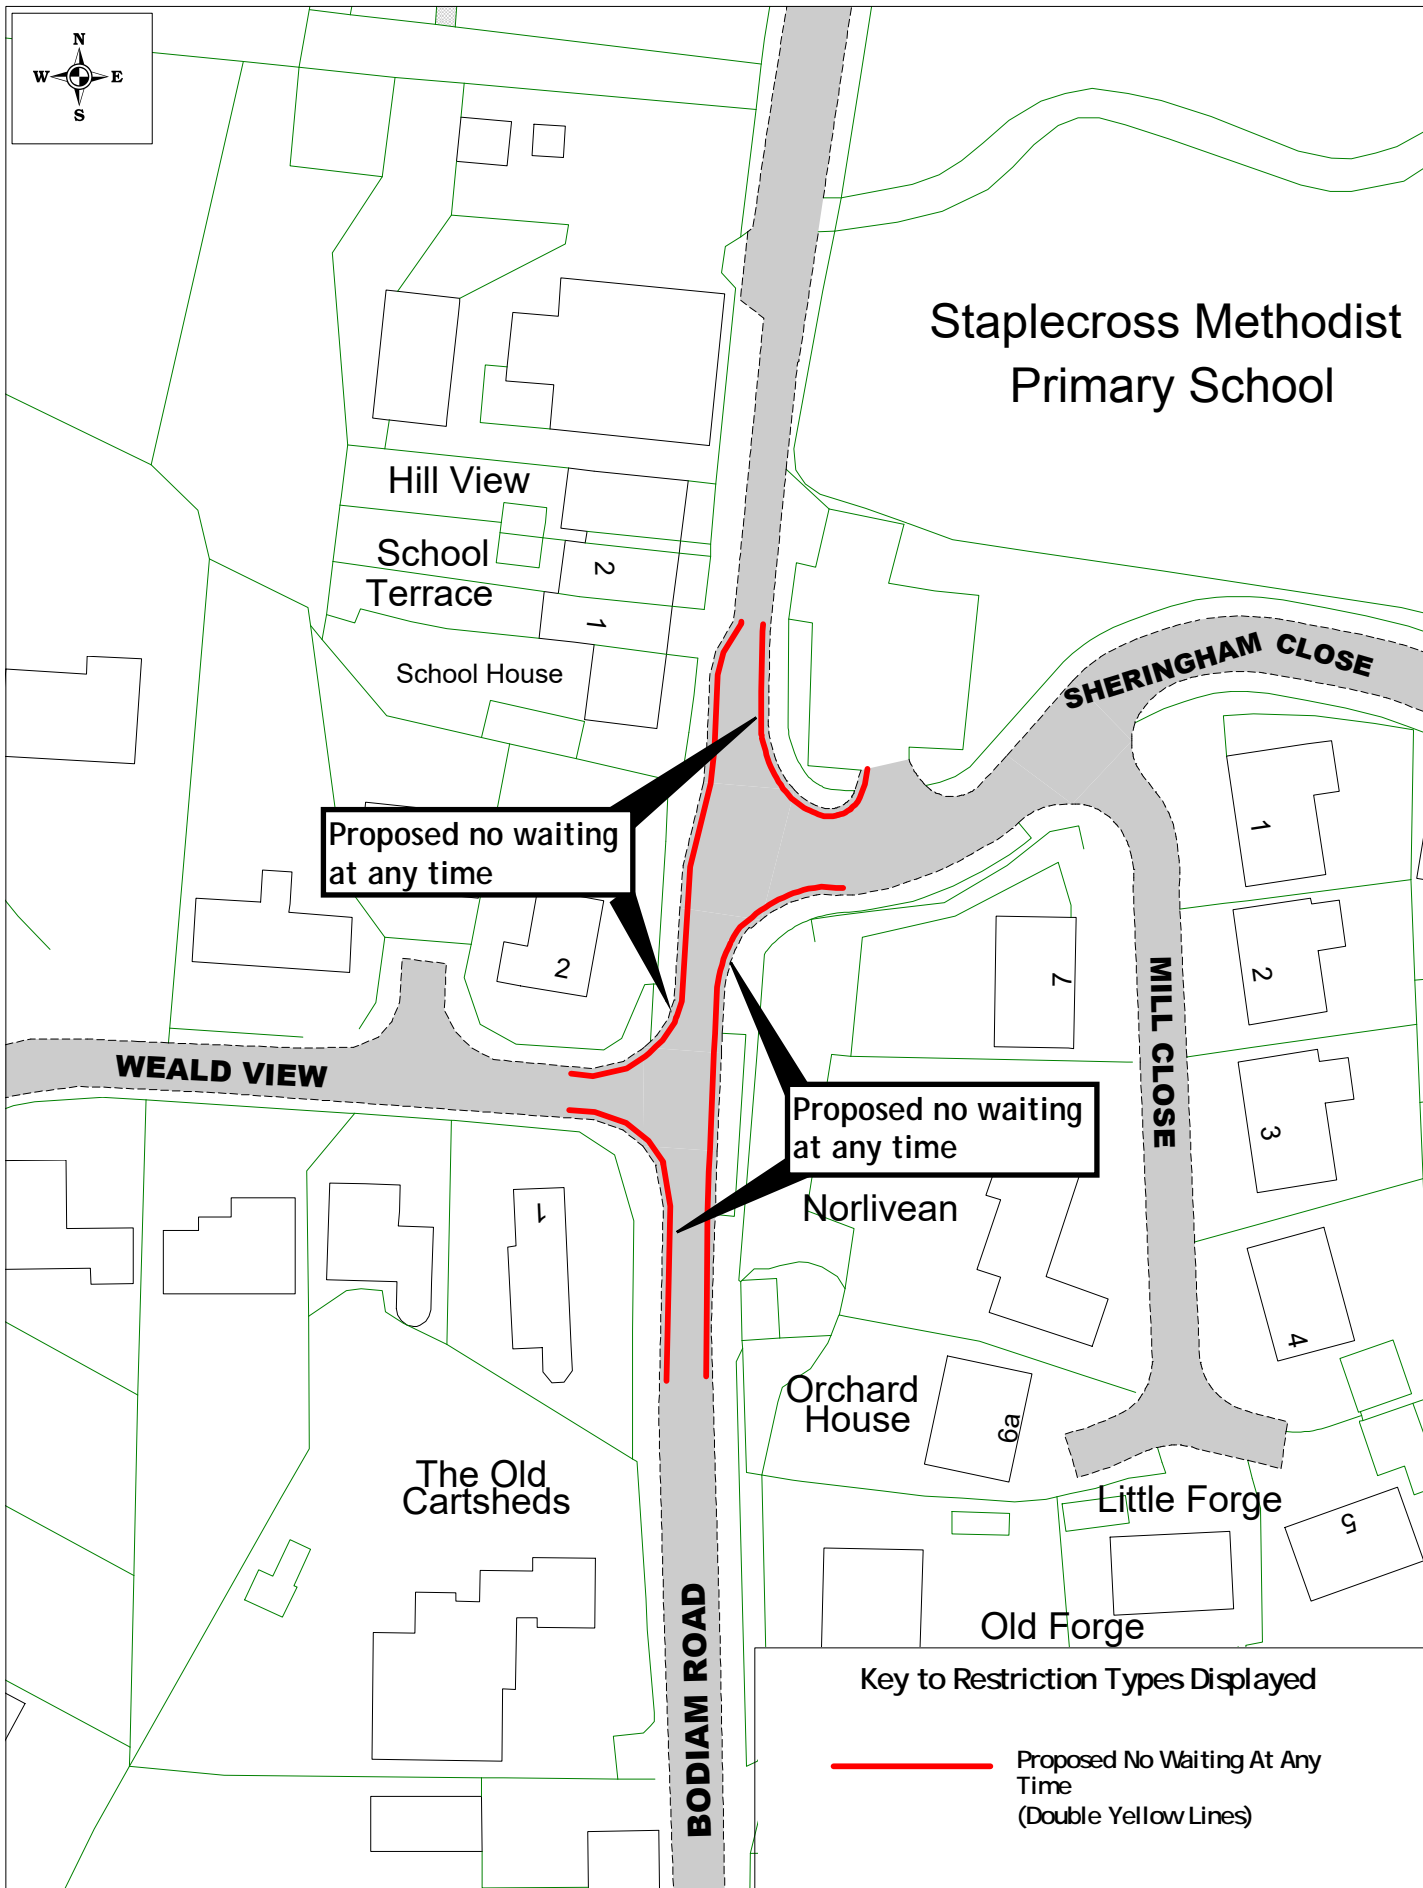 N
W E
S
Staplecross Methodist
Primary School
Hill View
School
Terrace
2
1
School House
SHERINGHAM CLOSE
Proposed no waiting
at any time
2
1
7
2
MILL CLOSE
WEALD VIEW
Proposed no waiting
at any time
3
1
Norlivean
4
Orchard
House
6a
The Old
Cartsheds
Little Forge
5
BODIAM ROAD
Old Forge
Key to Restriction Types Displayed
Proposed No Waiting At Any
Time
(Double Yellow Lines)